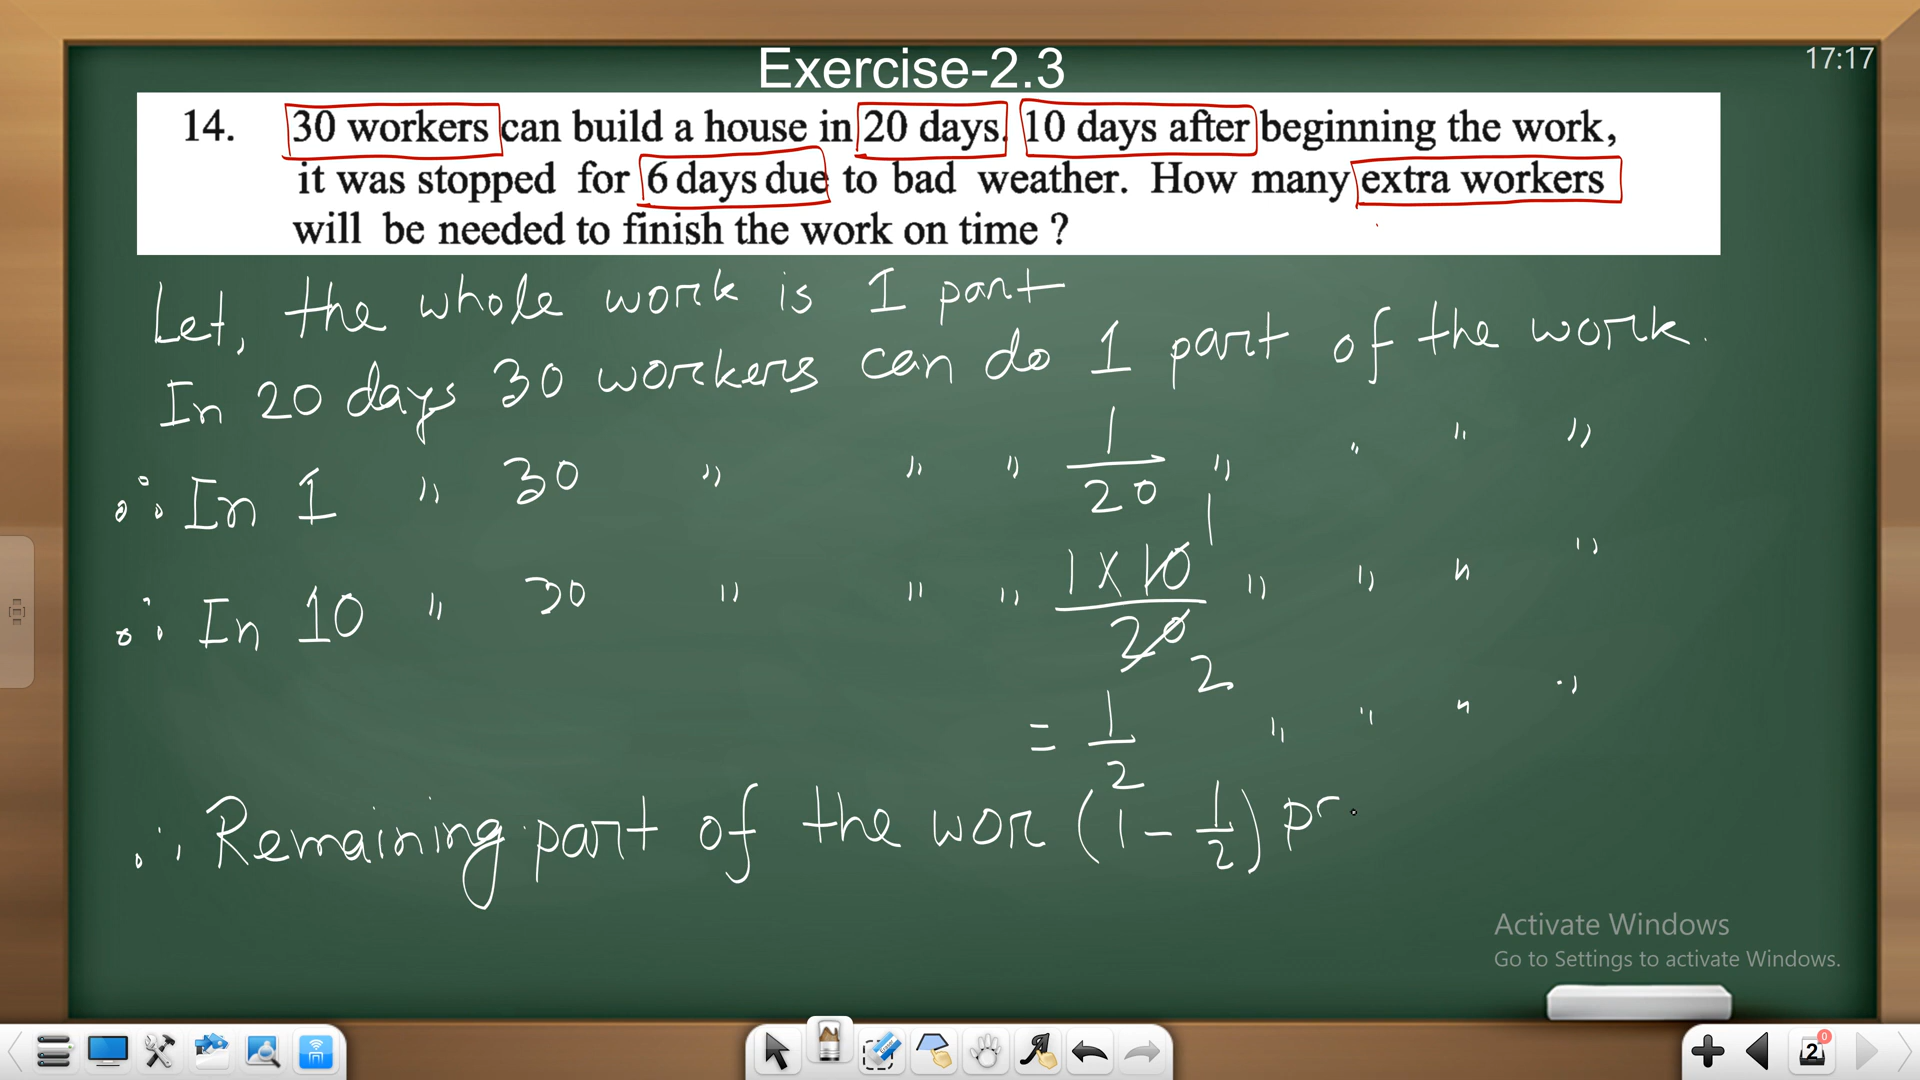 Exercise-2.3
17:17
14. 30 workers can build a house in 20 days. 10 days after beginning the work,
it was stopped for 6 days due to bad weather. How many extra workers
will be needed to finish the work on time ?
Let, the whole work is 1 part
In 20 days 30 workers can do 1 part of the work.
∴ In 1 " 30 " " " 1/20 " " " "
∴ In 10 " 30 " " " 1×10/20 " " " "
1
2
= 1/2 " " " "
∴ Remaining part of the wor (1 - 1/2) p
Activate Windows
Go to Settings to activate Windows.
2
0